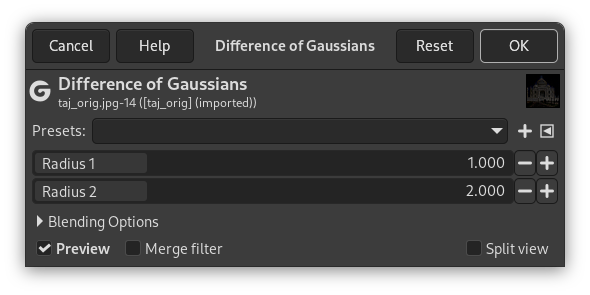 Cancel Help Difference of Gaussians Reset OK
Difference of Gaussians
taj_orig.jpg-14 ([taj_orig] (imported))
Presets:
Radius 1 1.000
Radius 2 2.000
Blending Options
Preview Merge filter Split view